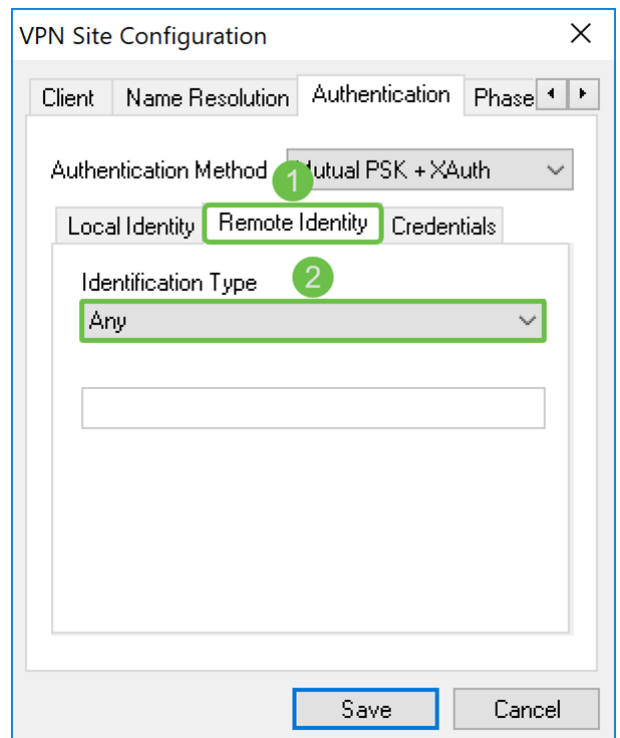 VPN Site Configuration
Client Name Resolution Authentication Phase
Authentication Method Mutual PSK + XAuth
1
Local Identity Remote Identity Credentials
Identification Type 2
Any
Save Cancel